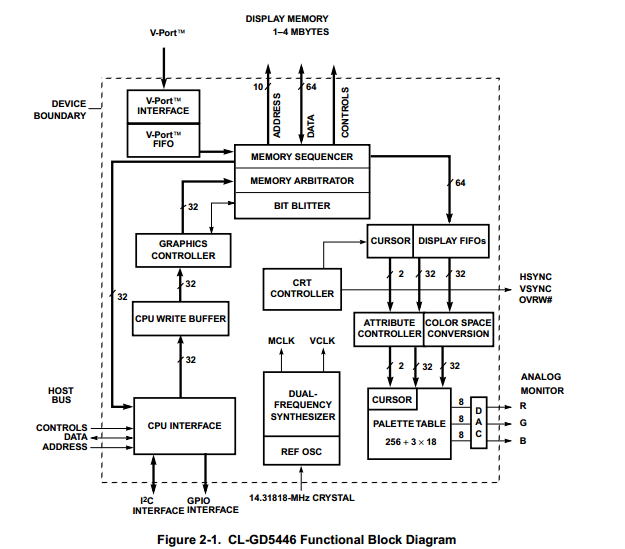 DISPLAY MEMORY
1–4 MBYTES
V-Port™
10
64
ADDRESS
DATA
CONTROLS
DEVICE
BOUNDARY
V-Port™
INTERFACE
V-Port™
FIFO
MEMORY SEQUENCER
MEMORY ARBITRATOR
BIT BLITTER
64
32
GRAPHICS
CONTROLLER
CURSOR
DISPLAY FIFOs
2
32
32
CRT
CONTROLLER
HSYNC
VSYNC
OVRW#
32
32
CPU WRITE BUFFER
ATTRIBUTE
CONTROLLER
COLOR SPACE
CONVERSION
MCLK
VCLK
32
2
32
32
DUAL-
FREQUENCY
SYNTHESIZER
REF OSC
HOST
BUS
CONTROLS
DATA
ADDRESS
CPU INTERFACE
CURSOR
PALETTE TABLE
256 + 3 × 18
8
8
8
DAC
ANALOG
MONITOR
R
G
B
I²C
INTERFACE
GPIO
INTERFACE
14.31818-MHz CRYSTAL
Figure 2-1. CL-GD5446 Functional Block Diagram